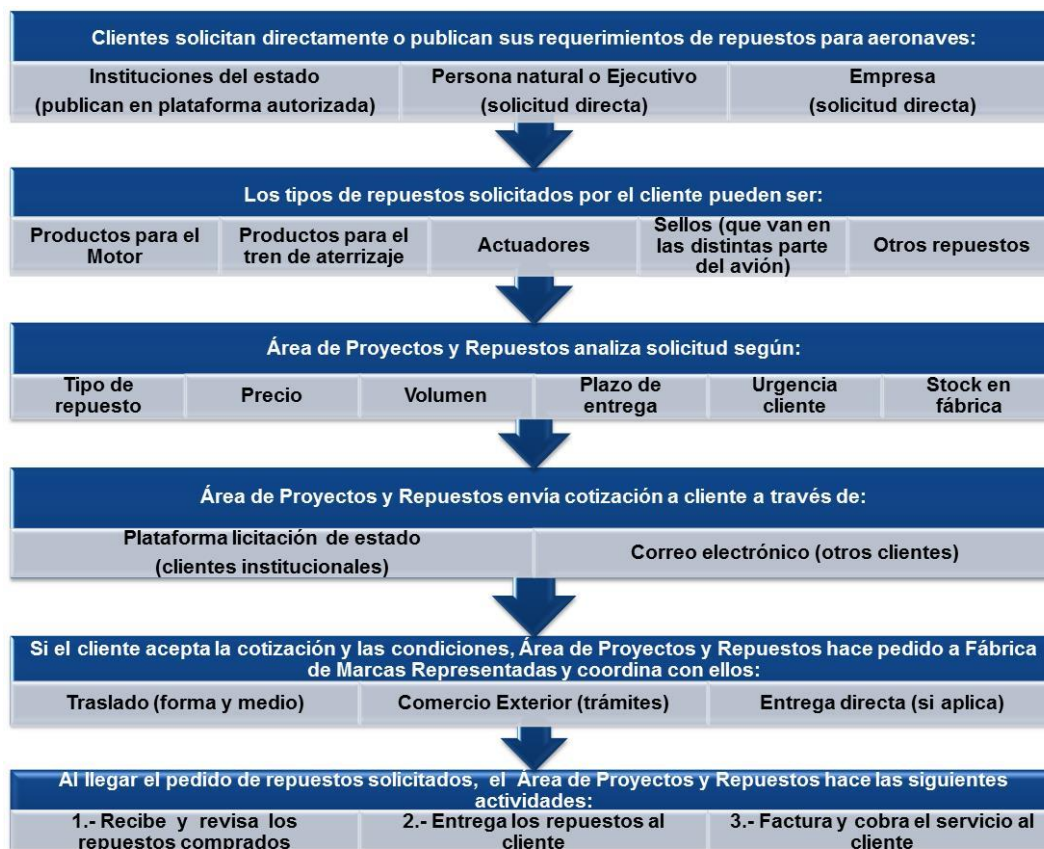 Clientes solicitan directamente o publican sus requerimientos de repuestos para aeronaves:
Instituciones del estado
(publican en plataforma autorizada)
Persona natural o Ejecutivo
(solicitud directa)
Empresa
(solicitud directa)
Los tipos de repuestos solicitados por el cliente pueden ser:
Productos para el
Motor
Productos para el
tren de aterrizaje
Actuadores
Sellos (que van en
las distintas parte
del avión)
Otros repuestos
Área de Proyectos y Repuestos analiza solicitud según:
Tipo de
repuesto
Precio
Volumen
Plazo de
entrega
Urgencia
cliente
Stock en
fábrica
Área de Proyectos y Repuestos envía cotización a cliente a través de:
Plataforma licitación de estado
(clientes institucionales)
Correo electrónico (otros clientes)
Si el cliente acepta la cotización y las condiciones, Área de Proyectos y Repuestos hace pedido a Fábrica
de Marcas Representadas y coordina con ellos:
Traslado (forma y medio)
Comercio Exterior (trámites)
Entrega directa (si aplica)
Al llegar el pedido de repuestos solicitados, el Área de Proyectos y Repuestos hace las siguientes
actividades:
1.- Recibe y revisa los
repuestos comprados
2.- Entrega los repuestos al
cliente
3.- Factura y cobra el servicio al
cliente